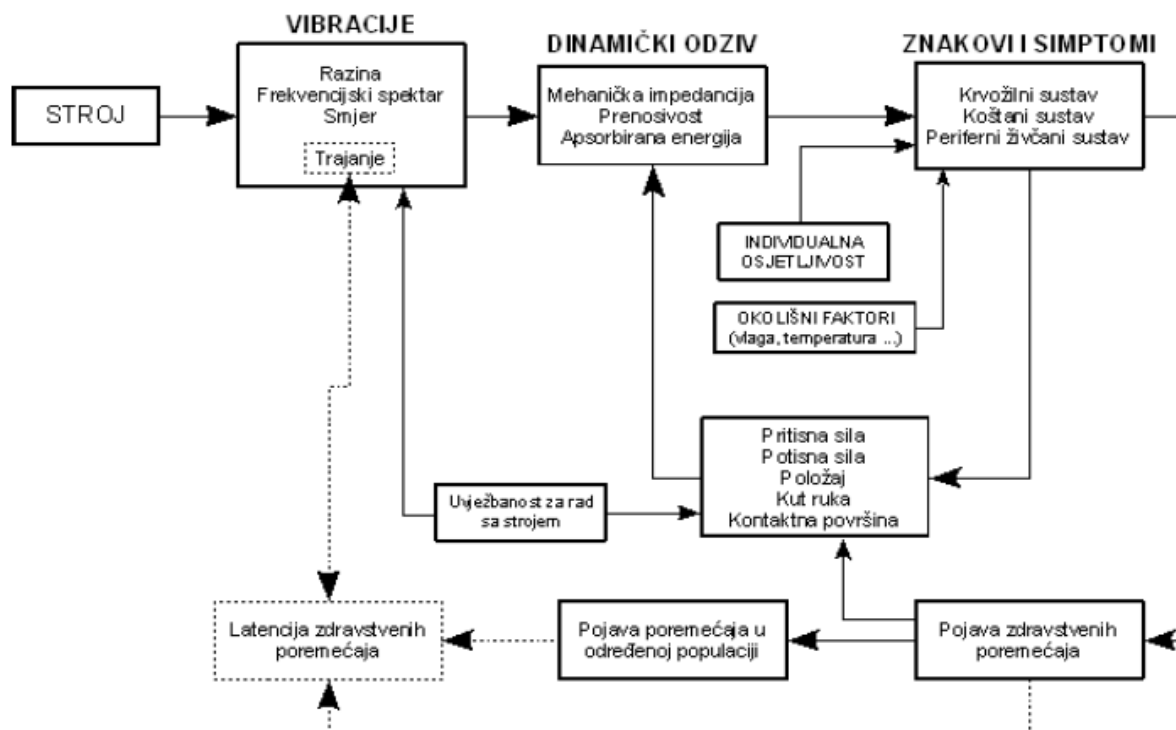 VIBRACIJE
DINAMIČKI ODZIV
ZNAKOVI I SIMPTOMI
STROJ
Razina
Frekvencijski spektar
Smjer
Trajanje
Mehanička impedancija
Prenosivost
Apsorbirana energija
Krvožilni sustav
Koštani sustav
Periferni živčani sustav
INDIVIDUALNA
OSJETLJIVOST
OKOLIŠNI FAKTORI
(vlaga, temperatura ...)
Pritisna sila
Potisna sila
Položaj
Kut ruka
Kontaktna površina
Uvježbanost za rad
sa strojem
Latencija zdravstvenih
poremećaja
Pojava poremećaja u
određenoj populaciji
Pojava zdravstvenih
poremećaja